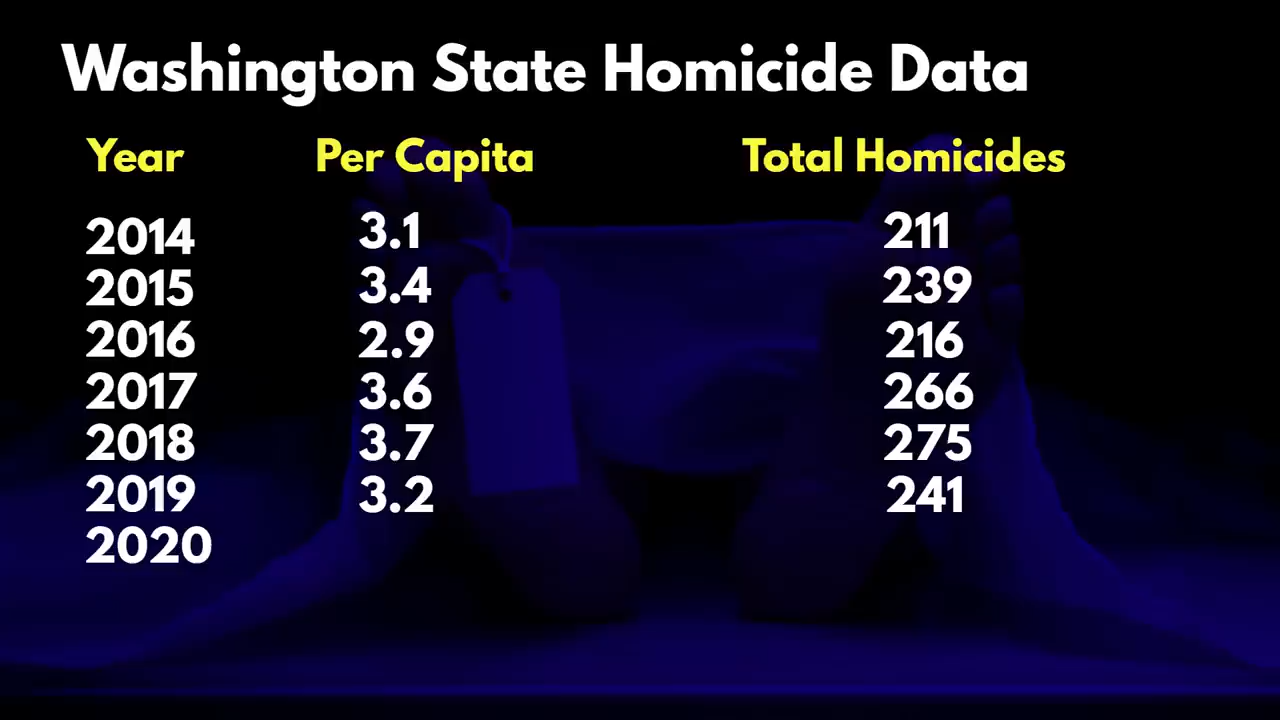 Washington State Homicide Data
Year Per Capita Total Homicides
2014 3.1 211
2015 3.4 239
2016 2.9 216
2017 3.6 266
2018 3.7 275
2019 3.2 241
2020